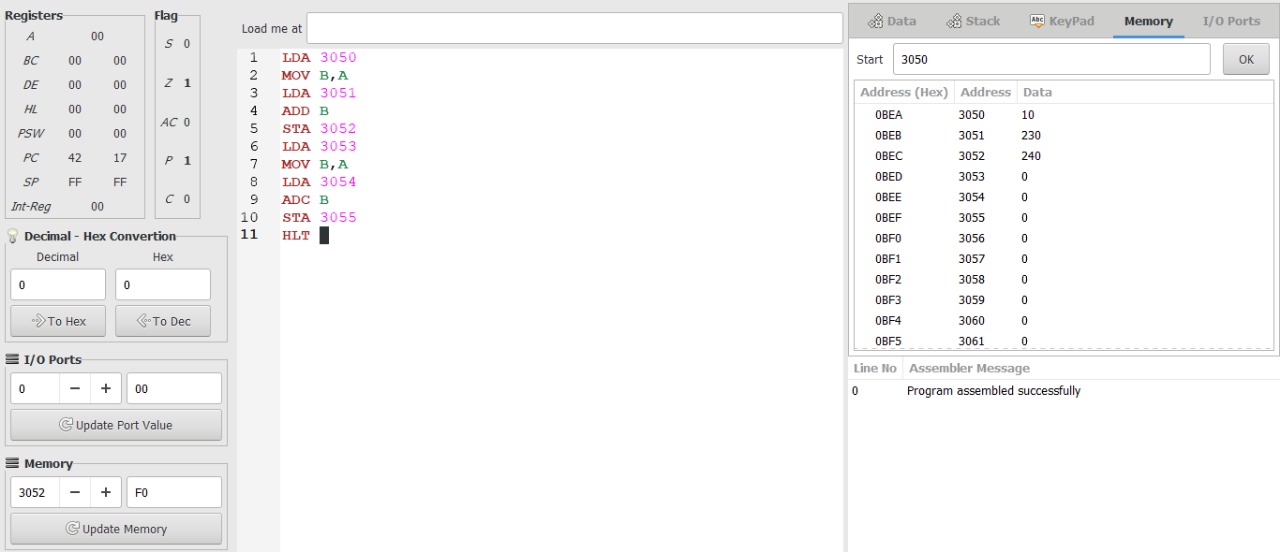 Registers
A 00
BC 00 00
DE 00 00
HL 00 00
PSW 00 00
PC 42 17
SP FF FF
Int-Reg 00
Flag
S 0
Z 1
AC 0
P 1
C 0
Decimal - Hex Convertion
Decimal Hex
0 0
To Hex To Dec
I/O Ports
0 − + 00
Update Port Value
Memory
3052 − + F0
Update Memory
Load me at
1 LDA 3050
2 MOV B,A
3 LDA 3051
4 ADD B
5 STA 3052
6 LDA 3053
7 MOV B,A
8 LDA 3054
9 ADC B
10 STA 3055
11 HLT
Data Stack Abc KeyPad Memory I/O Ports
Start 3050 OK
Address (Hex) Address Data
0BEA 3050 10
0BEB 3051 230
0BEC 3052 240
0BED 3053 0
0BEE 3054 0
0BEF 3055 0
0BF0 3056 0
0BF1 3057 0
0BF2 3058 0
0BF3 3059 0
0BF4 3060 0
0BF5 3061 0
Line No Assembler Message
0 Program assembled successfully